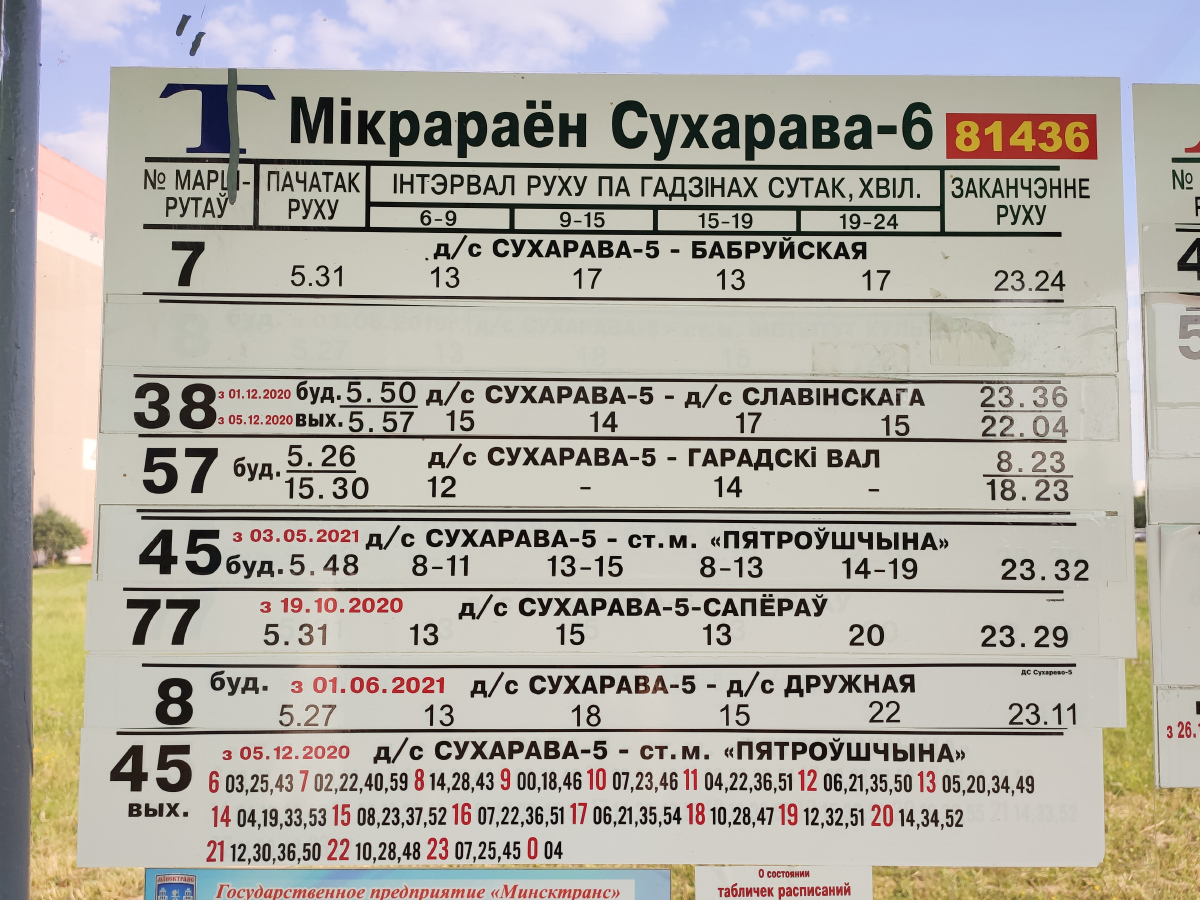 Т Мікрараён Сухарава-6 81436
№ МАРШ-РУТАЎ ПАЧАТАК РУХУ ІНТЭРВАЛ РУХУ ПА ГАДЗІНАХ СУТАК, ХВІЛ. ЗАКАНЧЭННЕ РУХУ
6-9 9-15 15-19 19-24
7 д/с СУХАРАВА-5 - БАБРУЙСКАЯ
5.31 13 17 13 17 23.24
38 з 01.12.2020 буд. 5.50 д/с СУХАРАВА-5 - д/с СЛАВІНСКАГА 23.36
з 05.12.2020 вых. 5.57 15 14 17 15 22.04
57 буд. 5.26 д/с СУХАРАВА-5 - ГАРАДСКі ВАЛ 8.23
15.30 12 - 14 - 18.23
45 з 03.05.2021 д/с СУХАРАВА-5 - ст.м. «ПЯТРОЎШЧЫНА»
буд. 5.48 8-11 13-15 8-13 14-19 23.32
77 з 19.10.2020 д/с СУХАРАВА-5-САПЁРАЎ
5.31 13 15 13 20 23.29
8 буд. з 01.06.2021 д/с СУХАРАВА-5 - д/с ДРУЖНАЯ ДС Сухарево-5
5.27 13 18 15 22 23.11
45 з 05.12.2020 д/с СУХАРАВА-5 - ст.м. «ПЯТРОЎШЧЫНА»
вых. 6 03,25,43 7 02,22,40,59 8 14,28,43 9 00,18,46 10 07,23,46 11 04,22,36,51 12 06,21,35,50 13 05,20,34,49
14 04,19,33,53 15 08,23,37,52 16 07,22,36,51 17 06,21,35,54 18 10,28,47 19 12,32,51 20 14,34,52
21 12,30,36,50 22 10,28,48 23 07,25,45 0 04
МІНСКТРАНС
Государственное предприятие «Минсктранс»
О состоянии
табличек расписаний
№
4
5
з 26.1